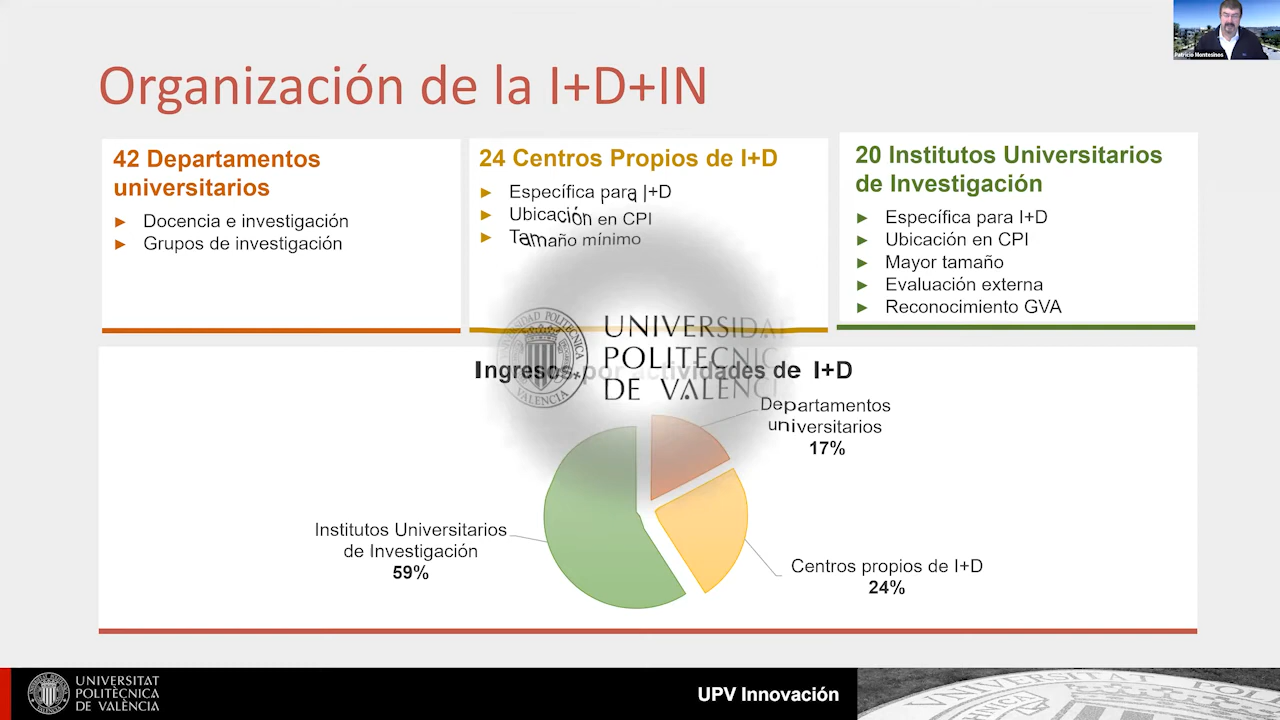 Patricio Montesinos
Organización de la I+D+IN
42 Departamentos
universitarios
► Docencia e investigación
► Grupos de investigación
24 Centros Propios de I+D
► Específica para I+D
► Ubicación en CPI
► Tamaño mínimo
20 Institutos Universitarios
de Investigación
► Específica para I+D
► Ubicación en CPI
► Mayor tamaño
► Evaluación externa
► Reconocimiento GVA
UNIVERSIDAD
POLITECNICA
DE VALENCIA
Ingresos por actividades de I+D
Departamentos
universitarios
17%
Institutos Universitarios
de Investigación
59%
Centros propios de I+D
24%
UNIVERSITAT
POLITÈCNICA
DE VALÈNCIA
UPV Innovación